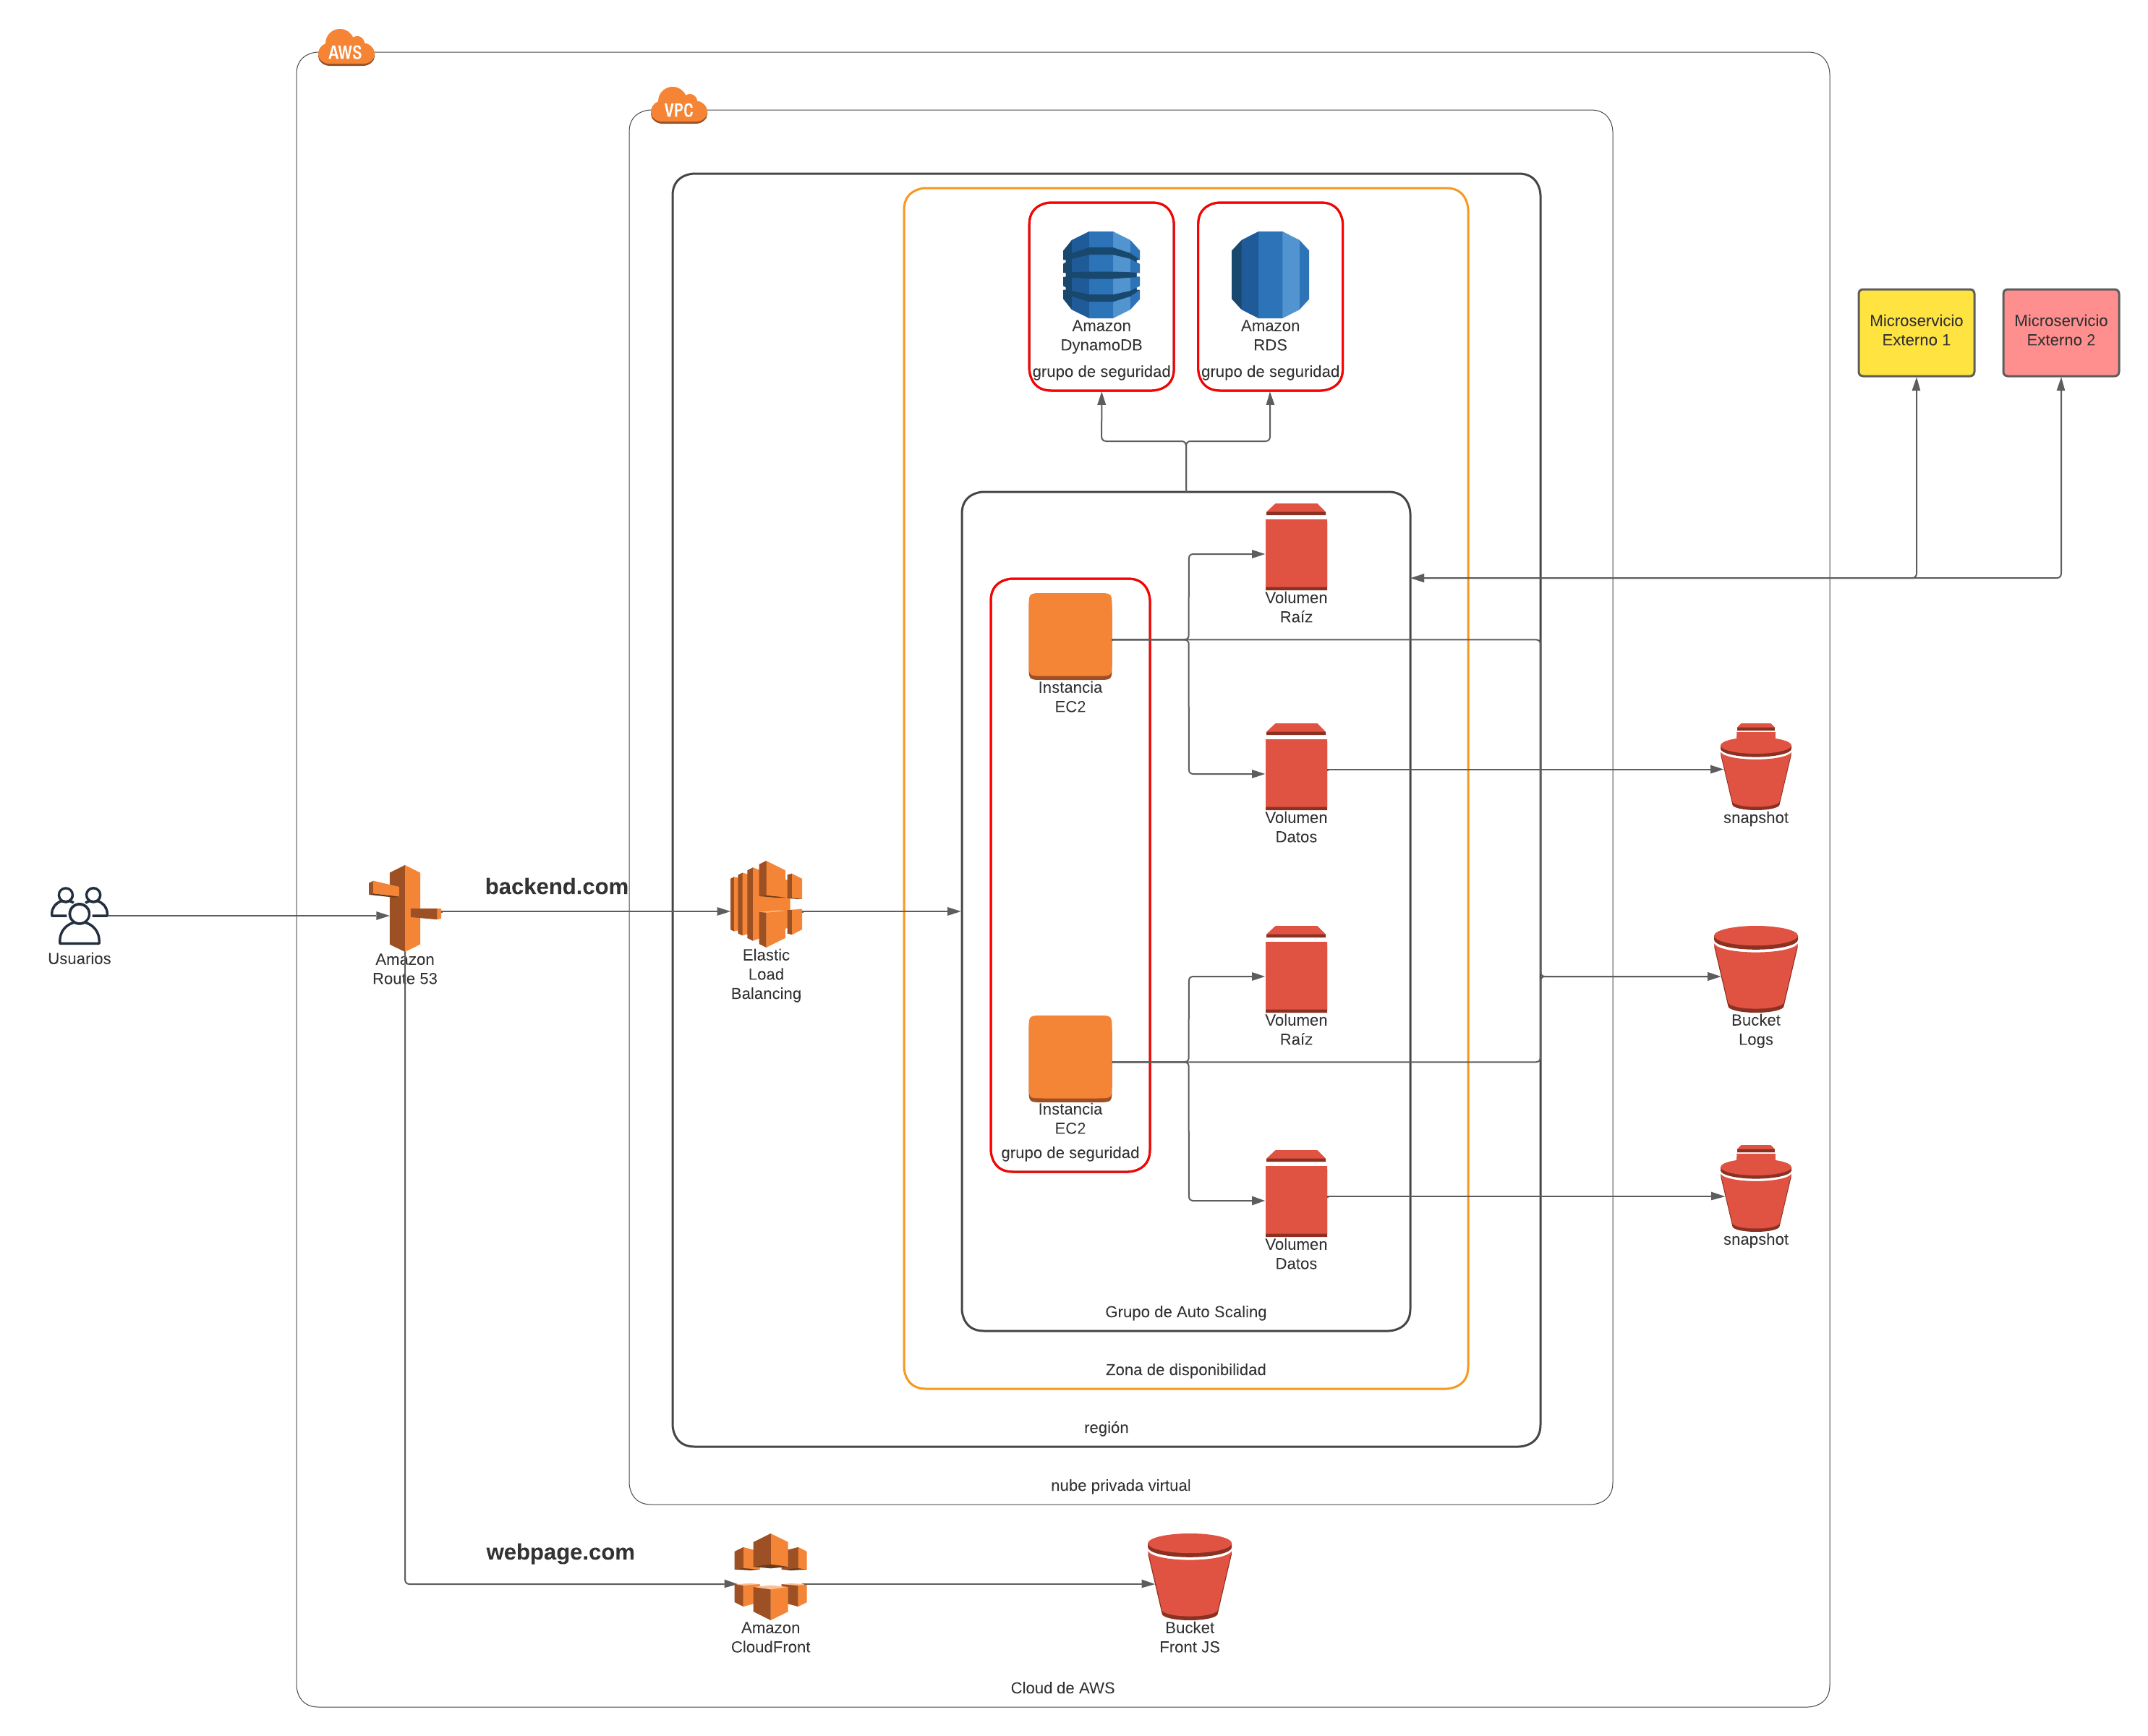 AWS
VPC
Amazon
DynamoDB
grupo de seguridad
Amazon
RDS
grupo de seguridad
Microservicio
Externo 1
Microservicio
Externo 2
Volumen
Raíz
Instancia
EC2
Volumen
Datos
snapshot
backend.com
Usuarios
Amazon
Route 53
Elastic
Load
Balancing
Volumen
Raíz
Bucket
Logs
Instancia
EC2
grupo de seguridad
Volumen
Datos
snapshot
Grupo de Auto Scaling
Zona de disponibilidad
región
nube privada virtual
webpage.com
Amazon
CloudFront
Bucket
Front JS
Cloud de AWS